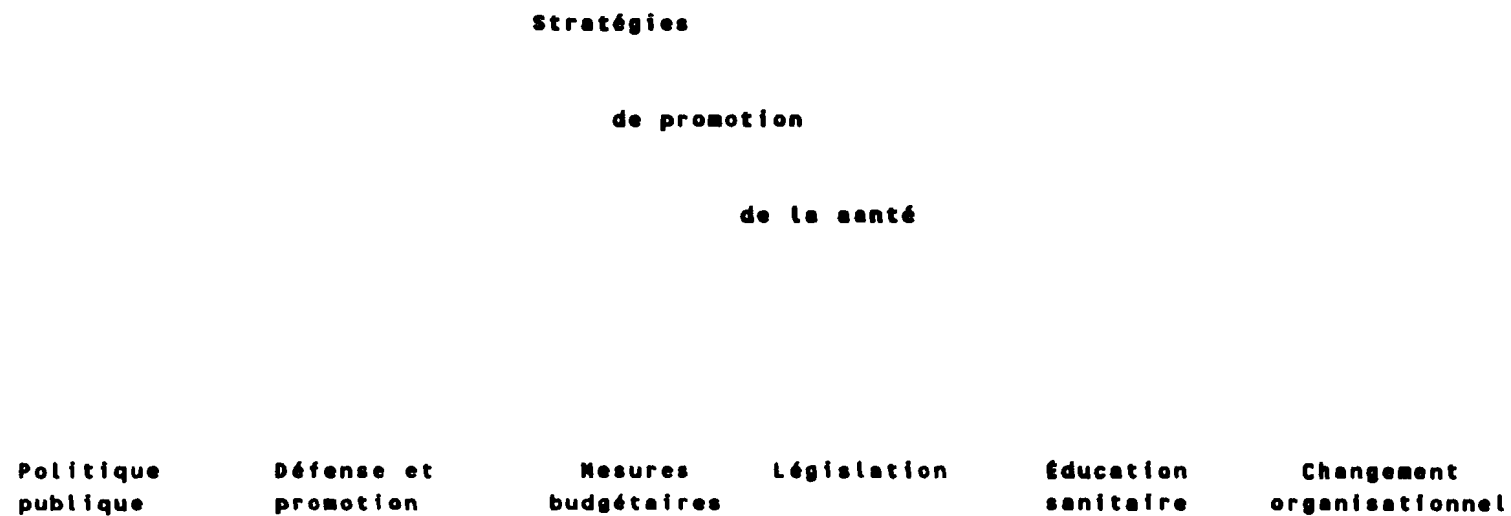 Stratégies
de promotion
de la santé
Politique Défense et Mesures Législation Éducation Changement
publique promotion budgétaires sanitaire organisationnel